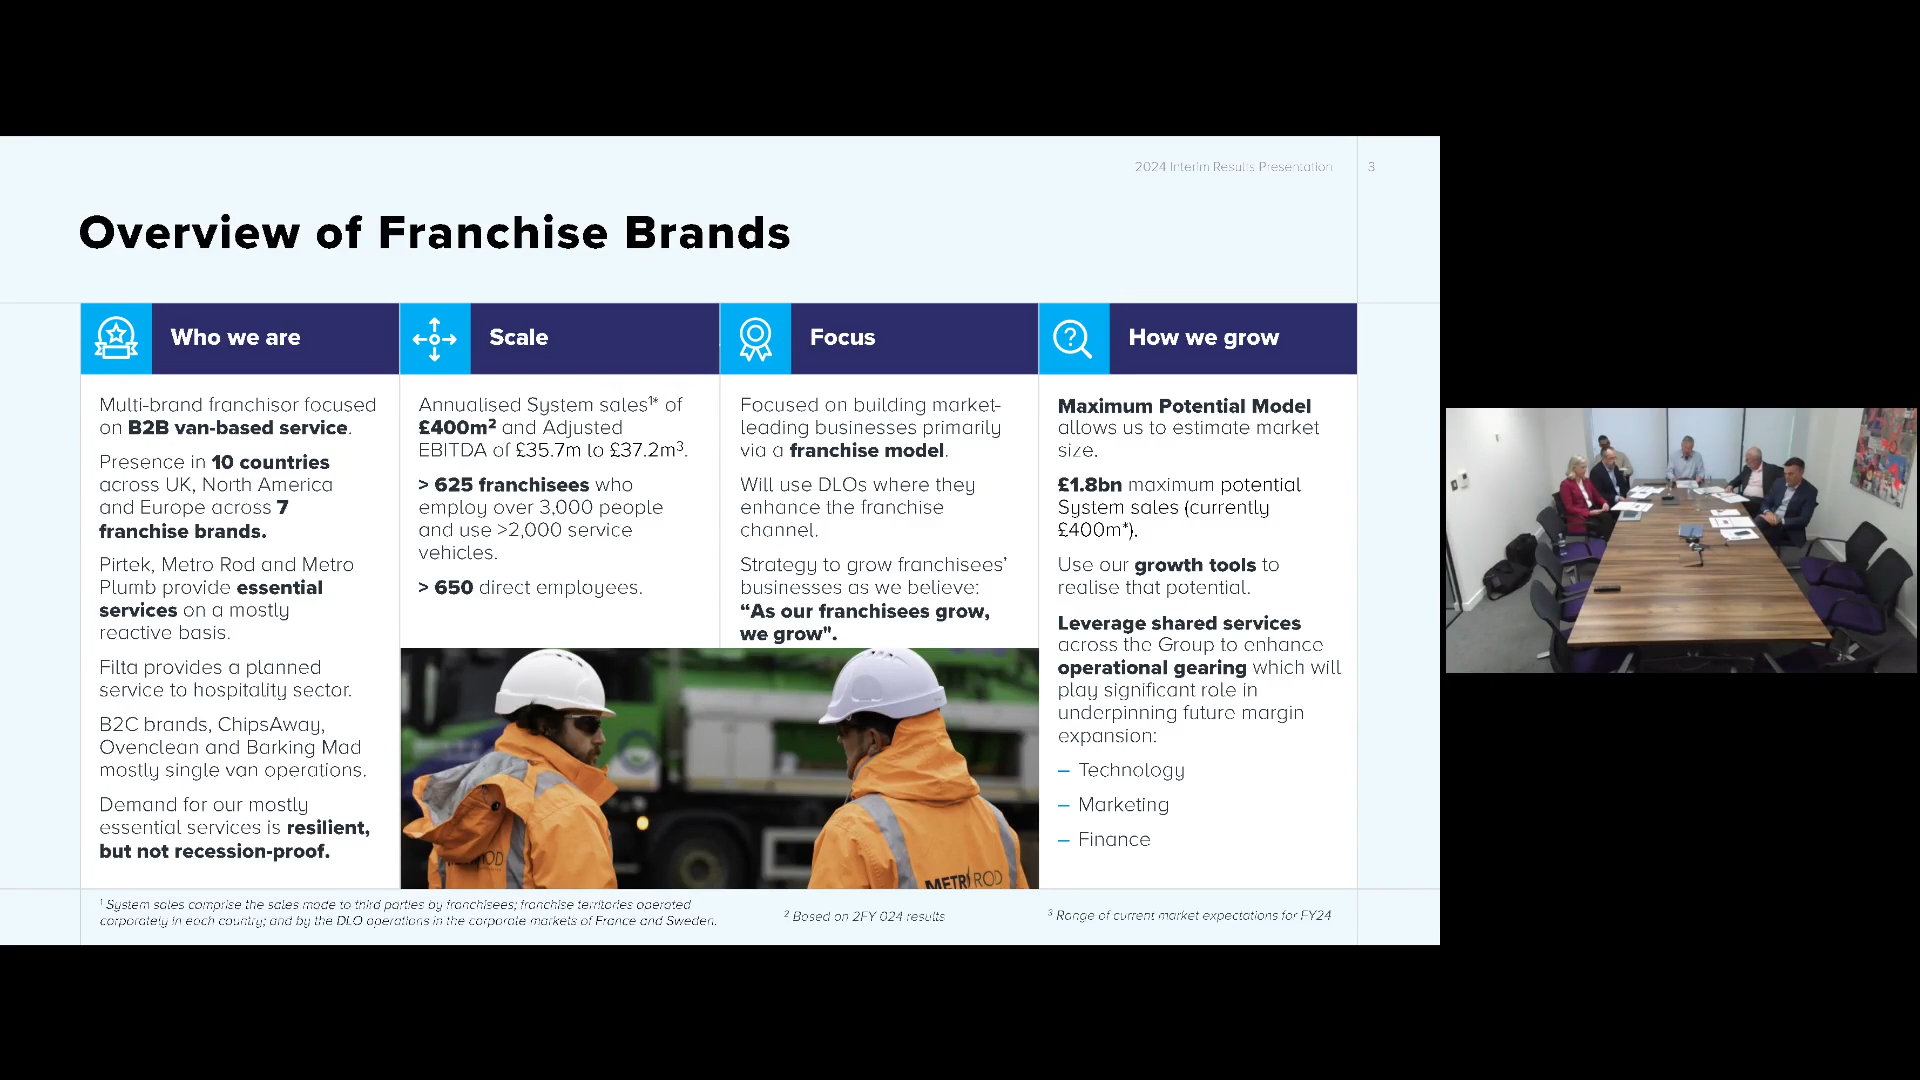 2024 Interim Results Presentation
3
Overview of Franchise Brands
Who we are
Multi-brand franchisor focused
on B2B van-based service.
Presence in 10 countries
across UK, North America
and Europe across 7
franchise brands.
Pirtek, Metro Rod and Metro
Plumb provide essential
services on a mostly
reactive basis.
Filta provides a planned
service to hospitality sector.
B2C brands, ChipsAway,
Ovenclean and Barking Mad
mostly single van operations.
Demand for our mostly
essential services is resilient,
but not recession-proof.
Scale
Annualised System sales¹* of
£400m² and Adjusted
EBITDA of £35.7m to £37.2m³.
> 625 franchisees who
employ over 3,000 people
and use >2,000 service
vehicles.
> 650 direct employees.
Focus
Focused on building market-
leading businesses primarily
via a franchise model.
Will use DLOs where they
enhance the franchise
channel.
Strategy to grow franchisees'
businesses as we believe:
“As our franchisees grow,
we grow".
METRO ROD
How we grow
?
Maximum Potential Model
allows us to estimate market
size.
£1.8bn maximum potential
System sales (currently
£400m*).
Use our growth tools to
realise that potential.
Leverage shared services
across the Group to enhance
operational gearing which will
play significant role in
underpinning future margin
expansion:
– Technology
– Marketing
– Finance
¹ System sales comprise the sales made to third parties by franchisees; franchise territories operated
corporately in each country; and by the DLO operations in the corporate markets of France and Sweden.
² Based on 2FY 024 results
³ Range of current market expectations for FY24